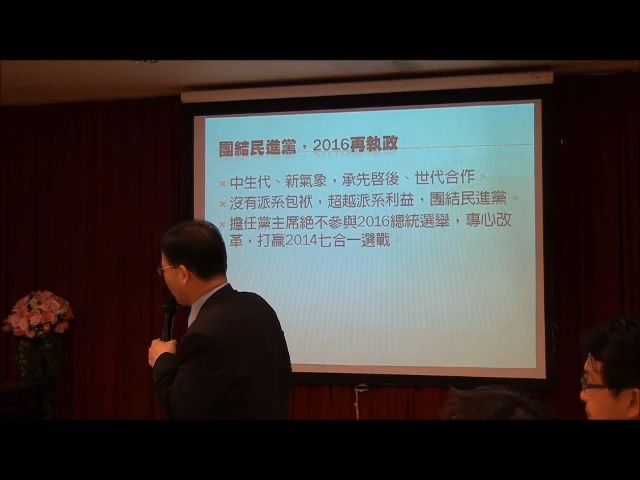 團結民進黨，2016再執政
中生代、新氣象，承先啓後、世代合作。
沒有派系包袱，超越派系利益，團結民進黨。
擔任黨主席絕不參與2016總統選舉，專心改
革，打贏2014七合一選戰。